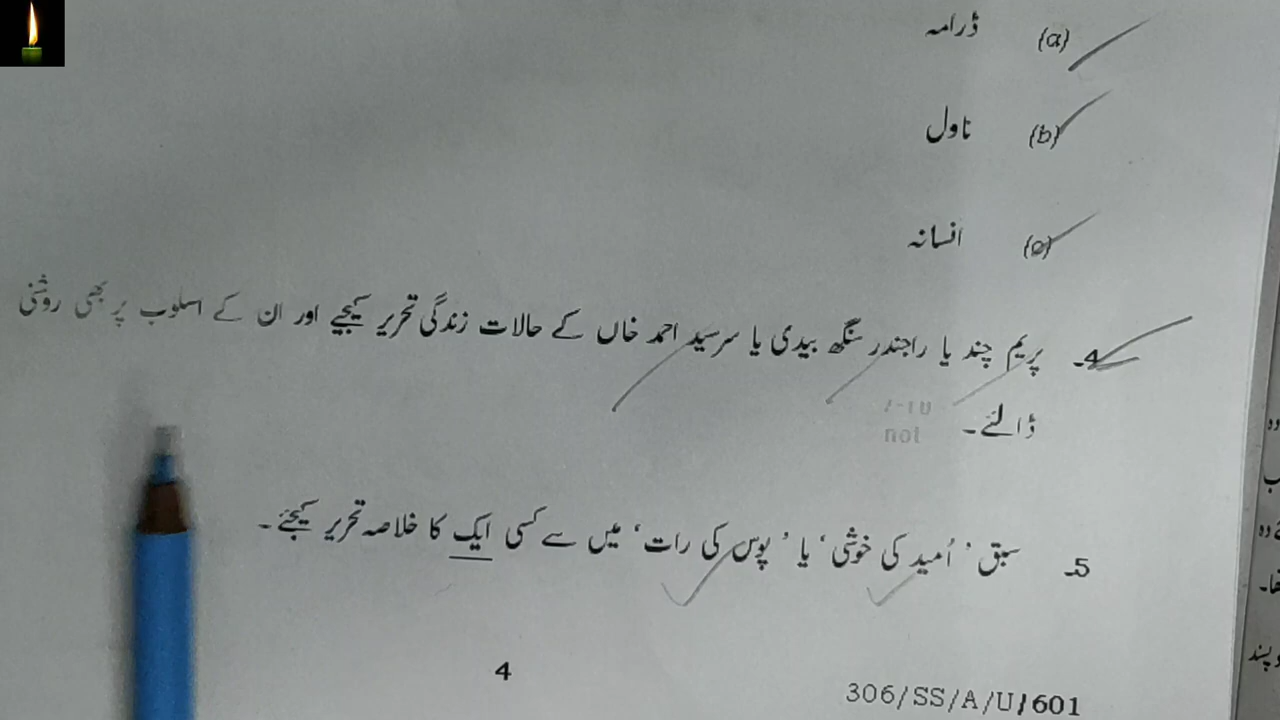 (a) ڈرامہ
(b) ناول
(c) افسانہ
4۔ پریم چند یا راجندر سنگھ بیدی یا سرسید احمد خاں کے حالات زندگی تحریر کیجیے اور ان کے اسلوب پر بھی روشنی
ڈالئے۔
not
5۔ سبق ’اُمید کی خوشی‘ یا ’پوس کی رات‘ میں سے کسی ایک کا خلاصہ تحریر کیجئے۔
4
306/SS/A/U/601